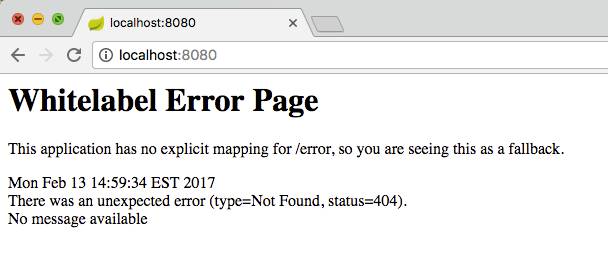 localhost:8080
localhost:8080
Whitelabel Error Page
This application has no explicit mapping for /error, so you are seeing this as a fallback.
Mon Feb 13 14:59:34 EST 2017
There was an unexpected error (type=Not Found, status=404).
No message available